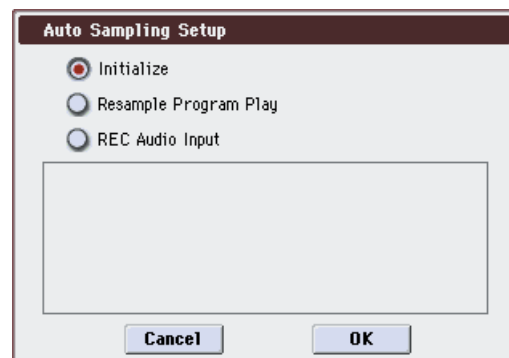 Auto Sampling Setup
Initialize
Resample Program Play
REC Audio Input
Cancel
OK